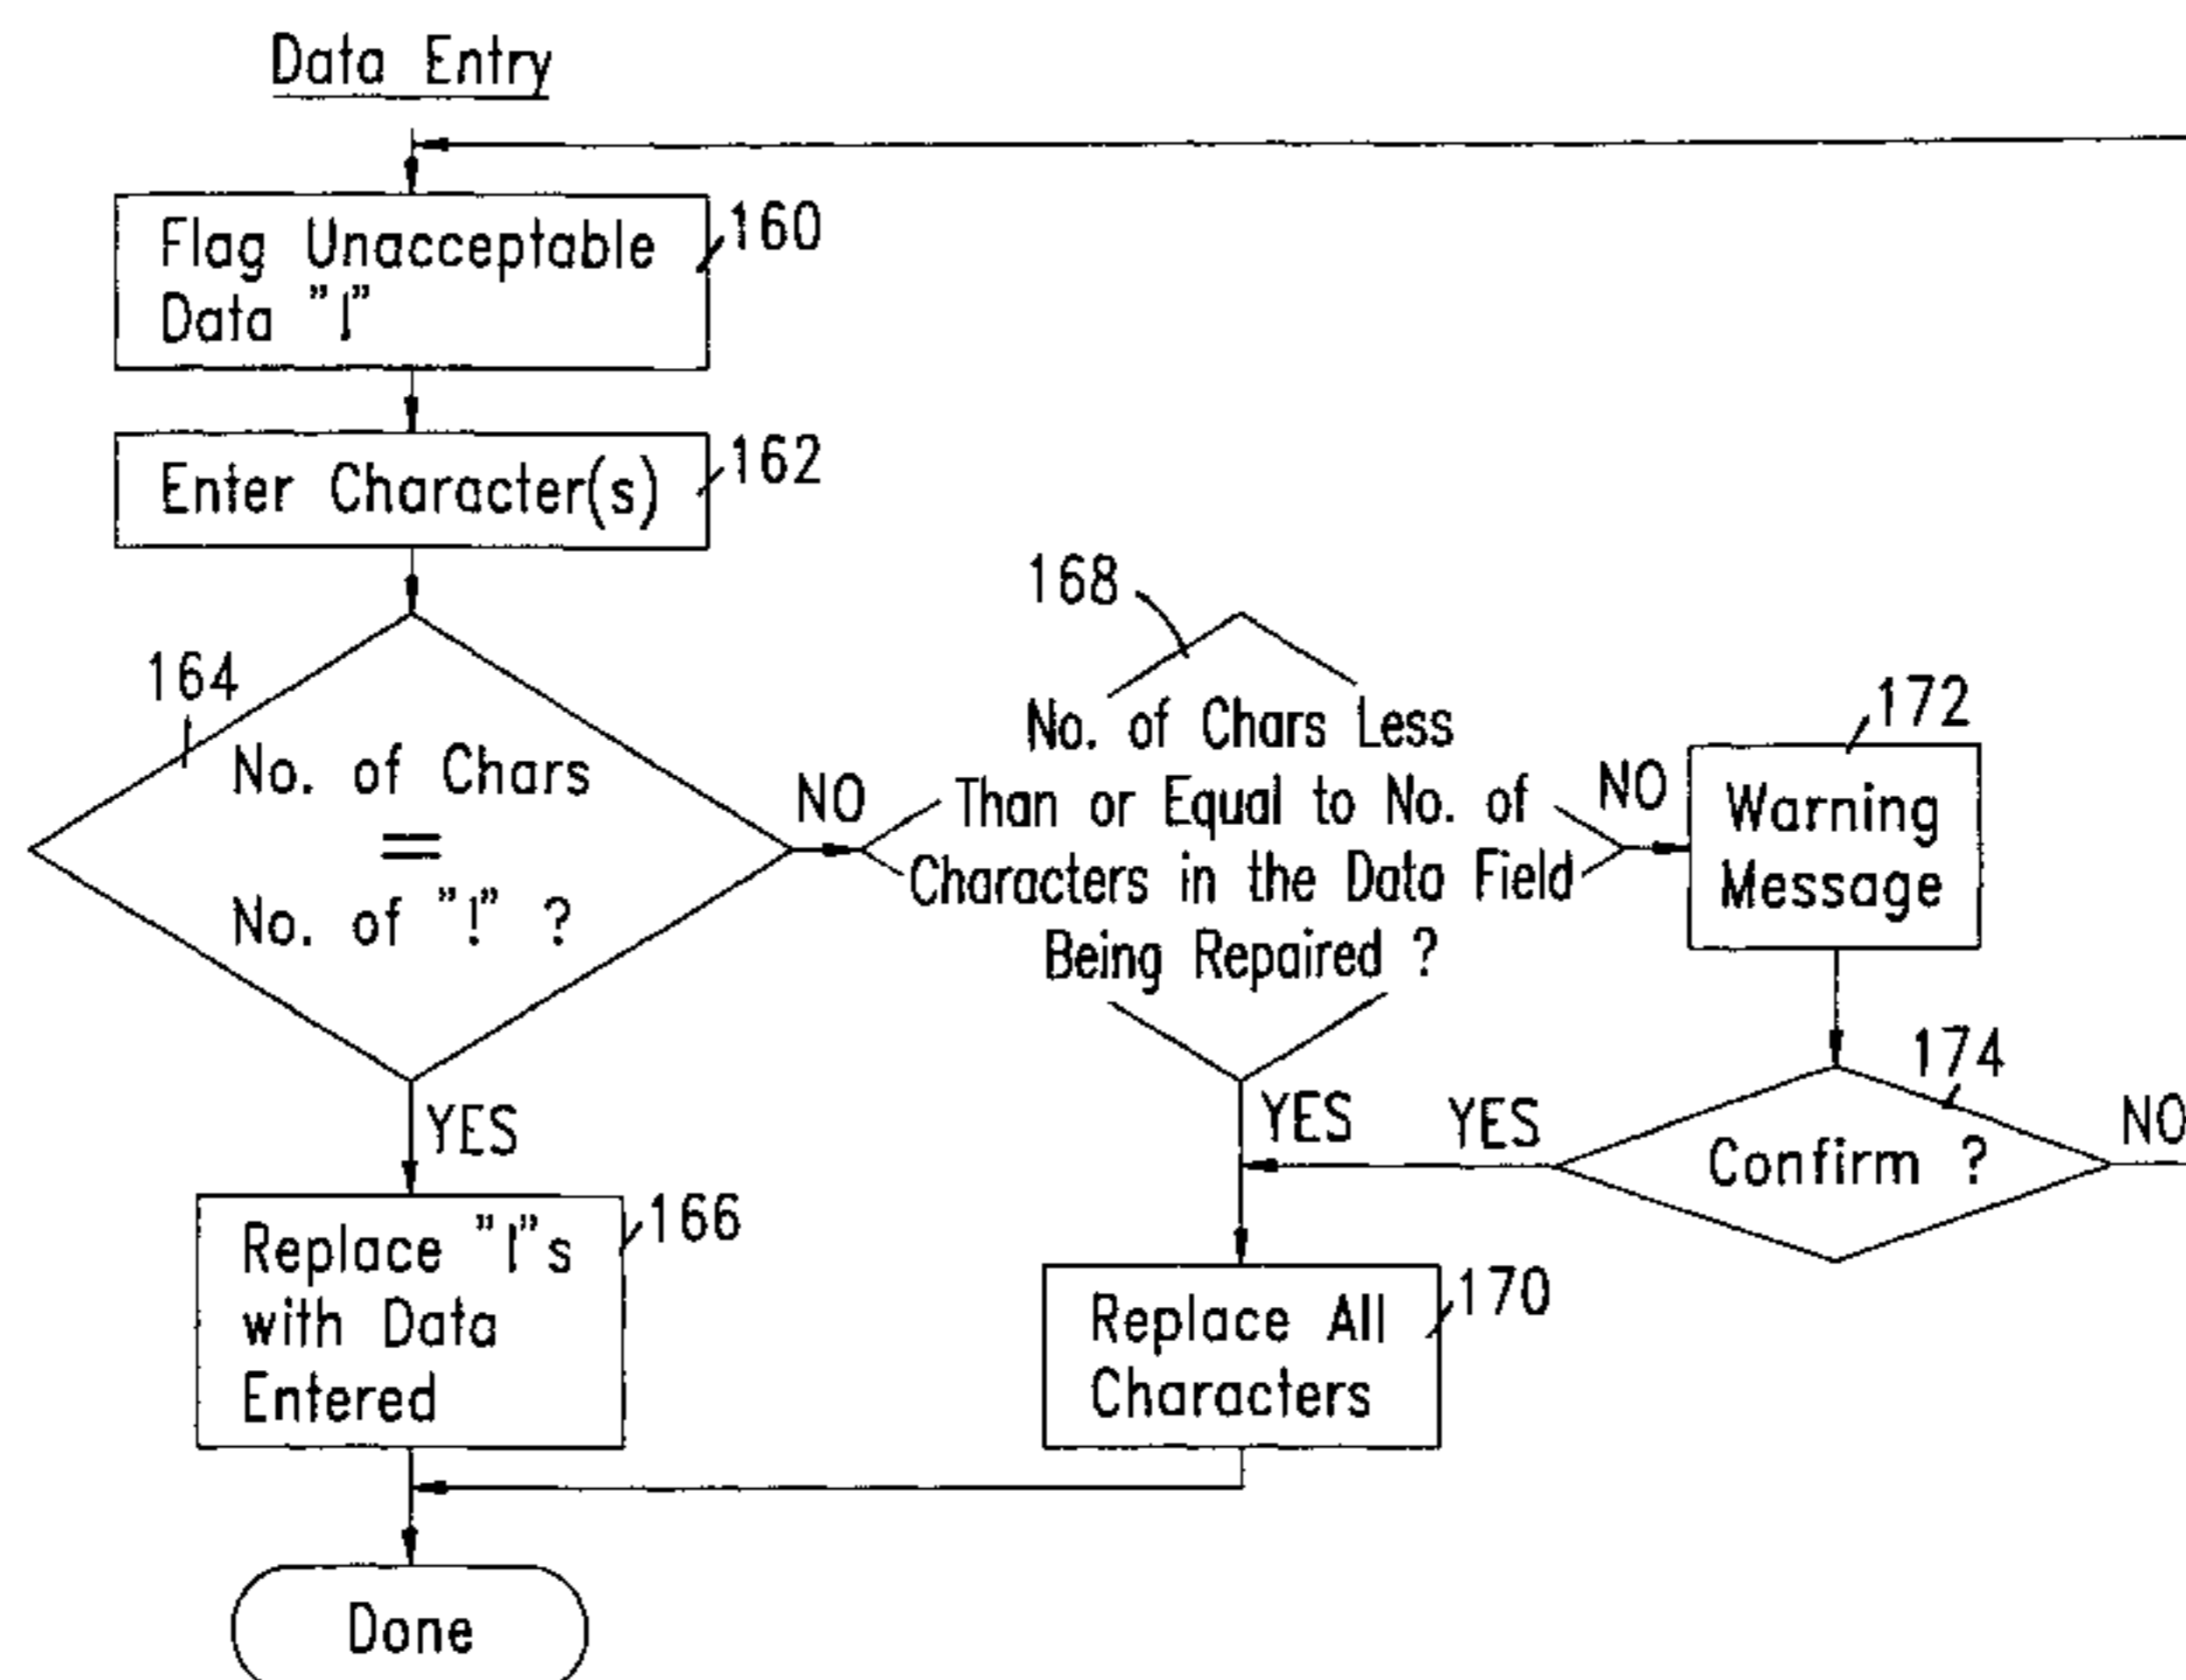 Data Entry
Flag Unacceptable
Data "!"
160
Enter Character(s)
162
164
No. of Chars
=
No. of "!" ?
NO
YES
Replace "!"s
with Data
Entered
166
168
No. of Chars Less
Than or Equal to No. of
Characters in the Data Field
Being Repaired ?
NO
YES
172
Warning
Message
174
Confirm ?
YES
NO
Replace All
Characters
170
Done